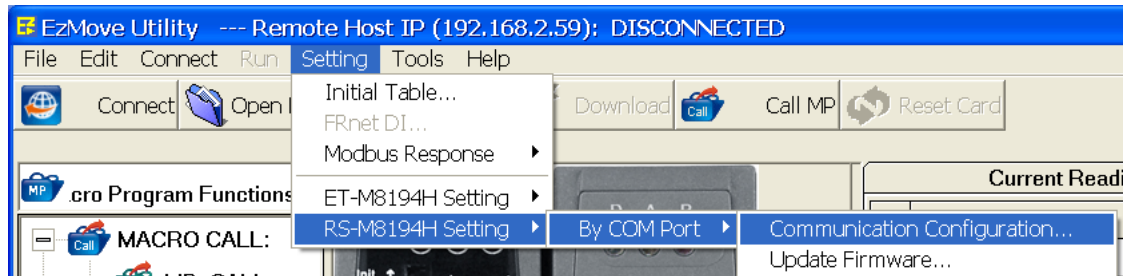 EzMove Utility --- Remote Host IP (192.168.2.59): DISCONNECTED
File Edit Connect Run Setting Tools Help
Connect Open Download Call Call MP Reset Card
Initial Table...
FRnet DI...
Modbus Response
MP .cro Program Functions Current Readi
ET-M8194H Setting
RS-M8194H Setting By COM Port Communication Configuration...
Call MACRO CALL:
Update Firmware...
Init